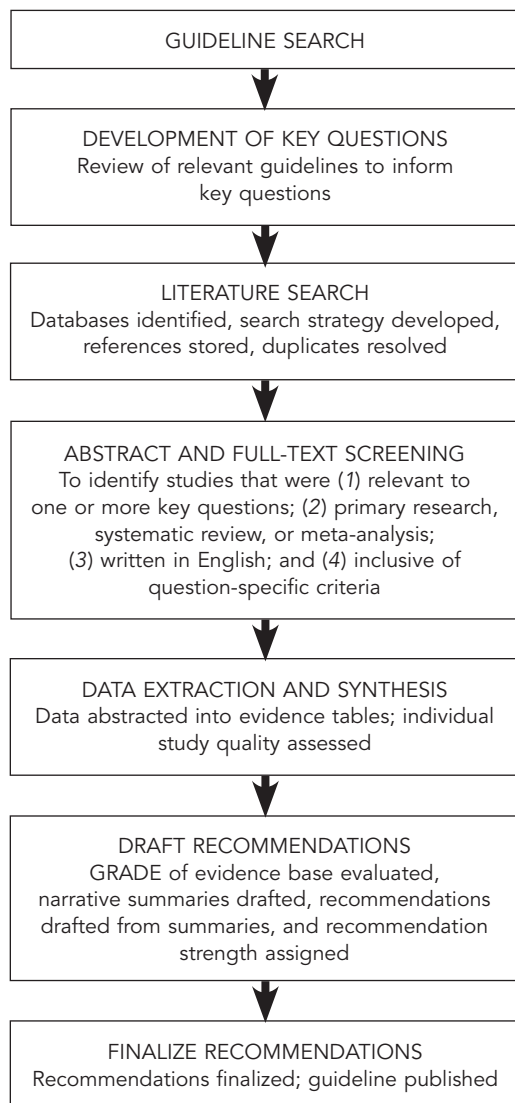 GUIDELINE SEARCH
DEVELOPMENT OF KEY QUESTIONS
Review of relevant guidelines to inform
key questions
LITERATURE SEARCH
Databases identified, search strategy developed,
references stored, duplicates resolved
ABSTRACT AND FULL-TEXT SCREENING
To identify studies that were (1) relevant to
one or more key questions; (2) primary research,
systematic review, or meta-analysis;
(3) written in English; and (4) inclusive of
question-specific criteria
DATA EXTRACTION AND SYNTHESIS
Data abstracted into evidence tables; individual
study quality assessed
DRAFT RECOMMENDATIONS
GRADE of evidence base evaluated,
narrative summaries drafted, recommendations
drafted from summaries, and recommendation
strength assigned
FINALIZE RECOMMENDATIONS
Recommendations finalized; guideline published